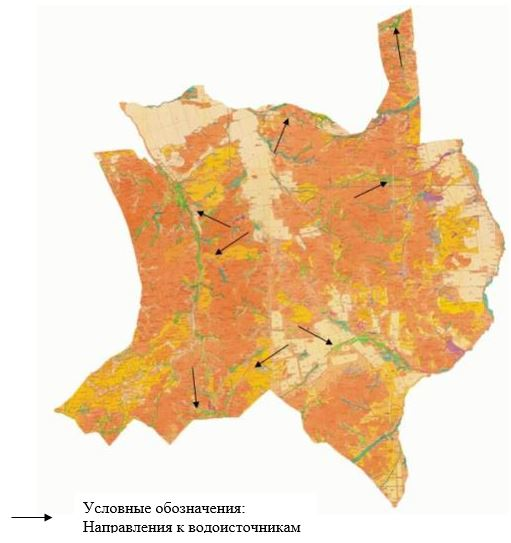 Условные обозначения:
Направления к водоисточникам